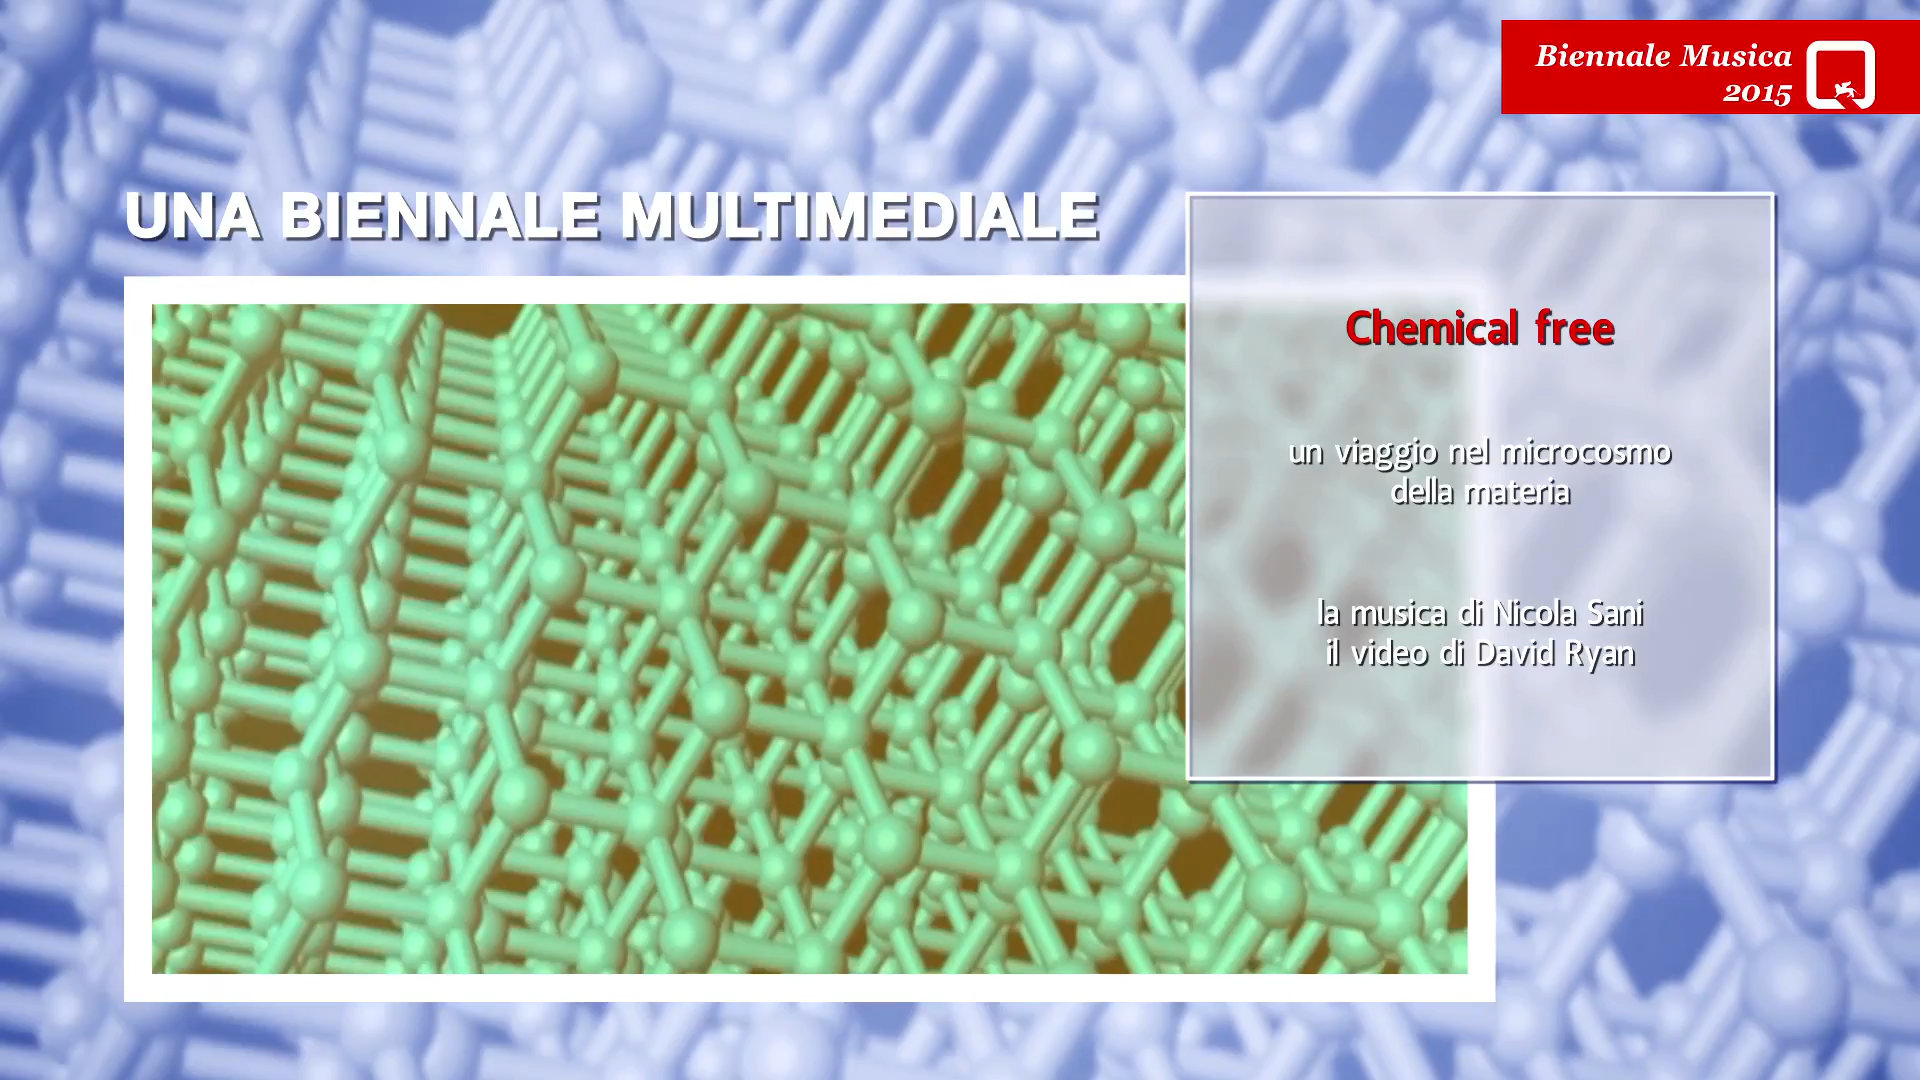 Biennale Musica
2015
UNA BIENNALE MULTIMEDIALE
Chemical free
un viaggio nel microcosmo
della materia
la musica di Nicola Sani
il video di David Ryan